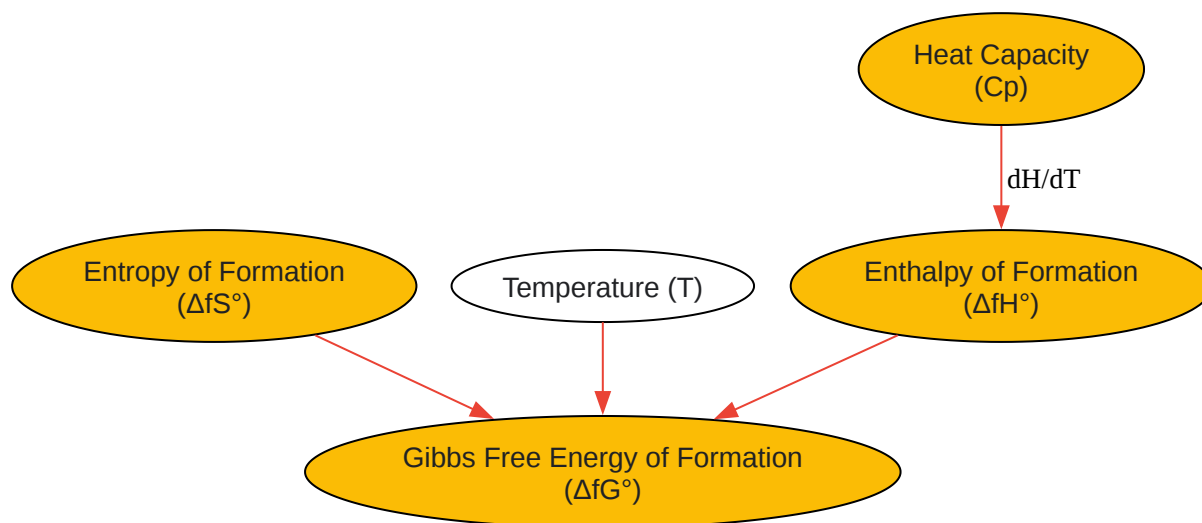 Heat Capacity
(Cp)
dH/dT
Entropy of Formation
(ΔfS°)
Temperature (T)
Enthalpy of Formation
(ΔfH°)
Gibbs Free Energy of Formation
(ΔfG°)